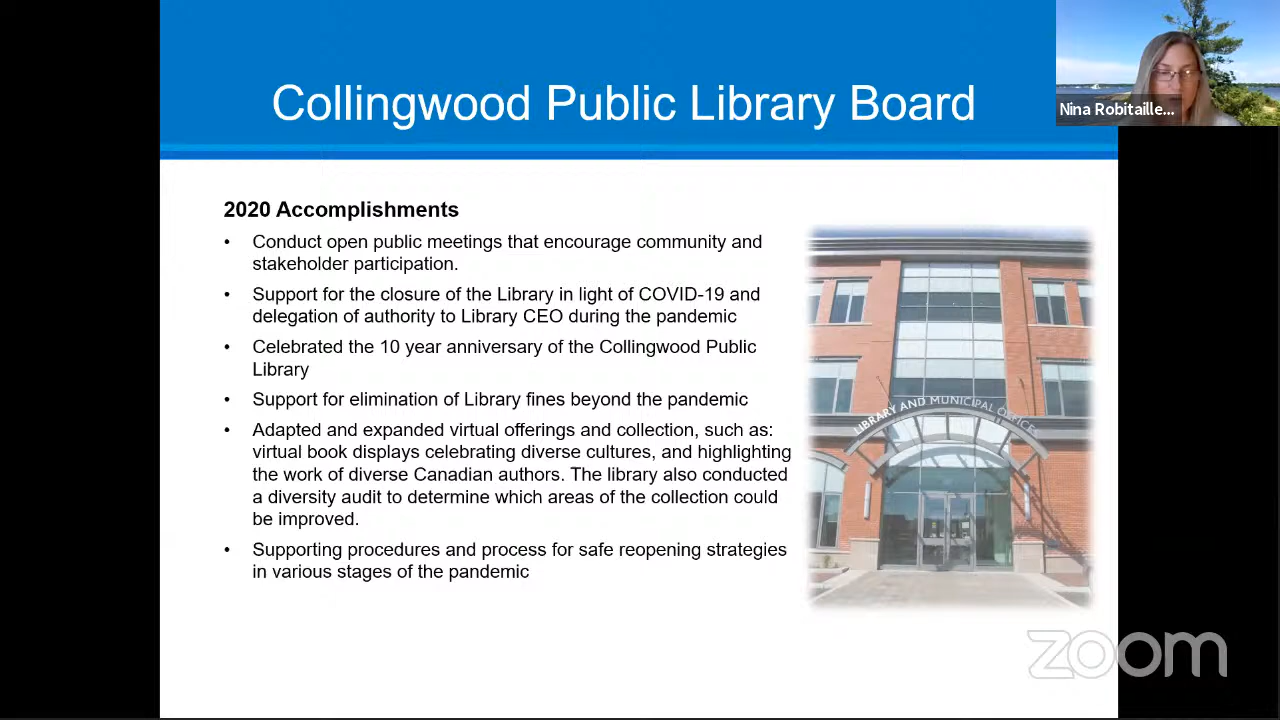 Collingwood Public Library Board
Nina Robitaille...
2020 Accomplishments
• Conduct open public meetings that encourage community and
stakeholder participation.
• Support for the closure of the Library in light of COVID-19 and
delegation of authority to Library CEO during the pandemic
• Celebrated the 10 year anniversary of the Collingwood Public
Library
• Support for elimination of Library fines beyond the pandemic
• Adapted and expanded virtual offerings and collection, such as:
virtual book displays celebrating diverse cultures, and highlighting
the work of diverse Canadian authors. The library also conducted
a diversity audit to determine which areas of the collection could
be improved.
• Supporting procedures and process for safe reopening strategies
in various stages of the pandemic
LIBRARY AND MUNICIPAL OFFICE
zoom